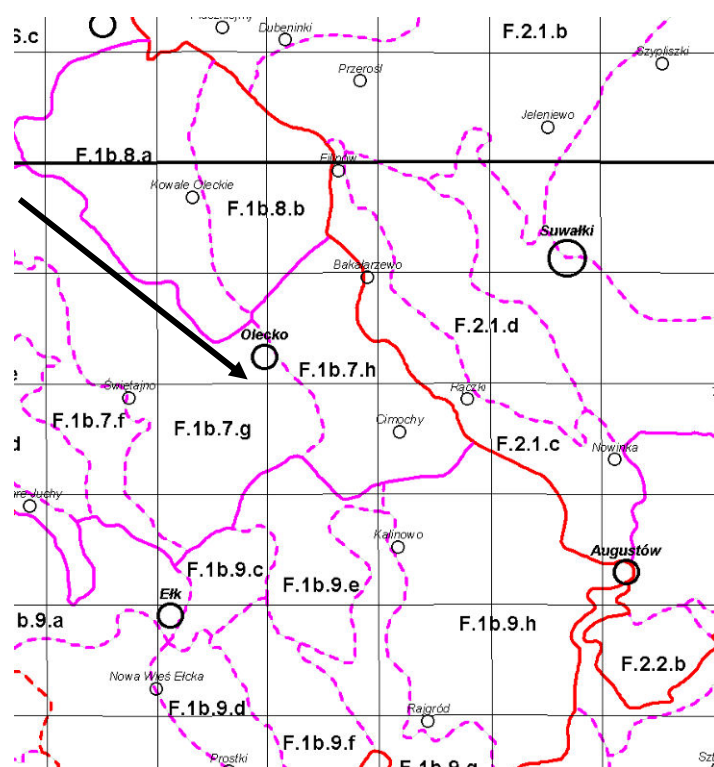 Dubeninki
F.2.1.b
Szypliszki
Przerośl
Jeleniewo
F.1b.8.a
Filipów
Kowale Oleckie
F.1b.8.b
Suwałki
Bakałarzewo
Olecko
F.2.1.d
F.1b.7.h
Świętajno
Raczki
F.1b.7.f
F.1b.7.g
Cimochy
F.2.1.c
Nowinka
Kalinowo
Augustów
F.1b.9.c
F.1b.9.e
Ełk
b.9.a
F.1b.9.h
F.2.2.b
Nowa Wieś Ełcka
F.1b.9.d
Rajgród
F.1b.9.f
Prostki
F.1b.9.g